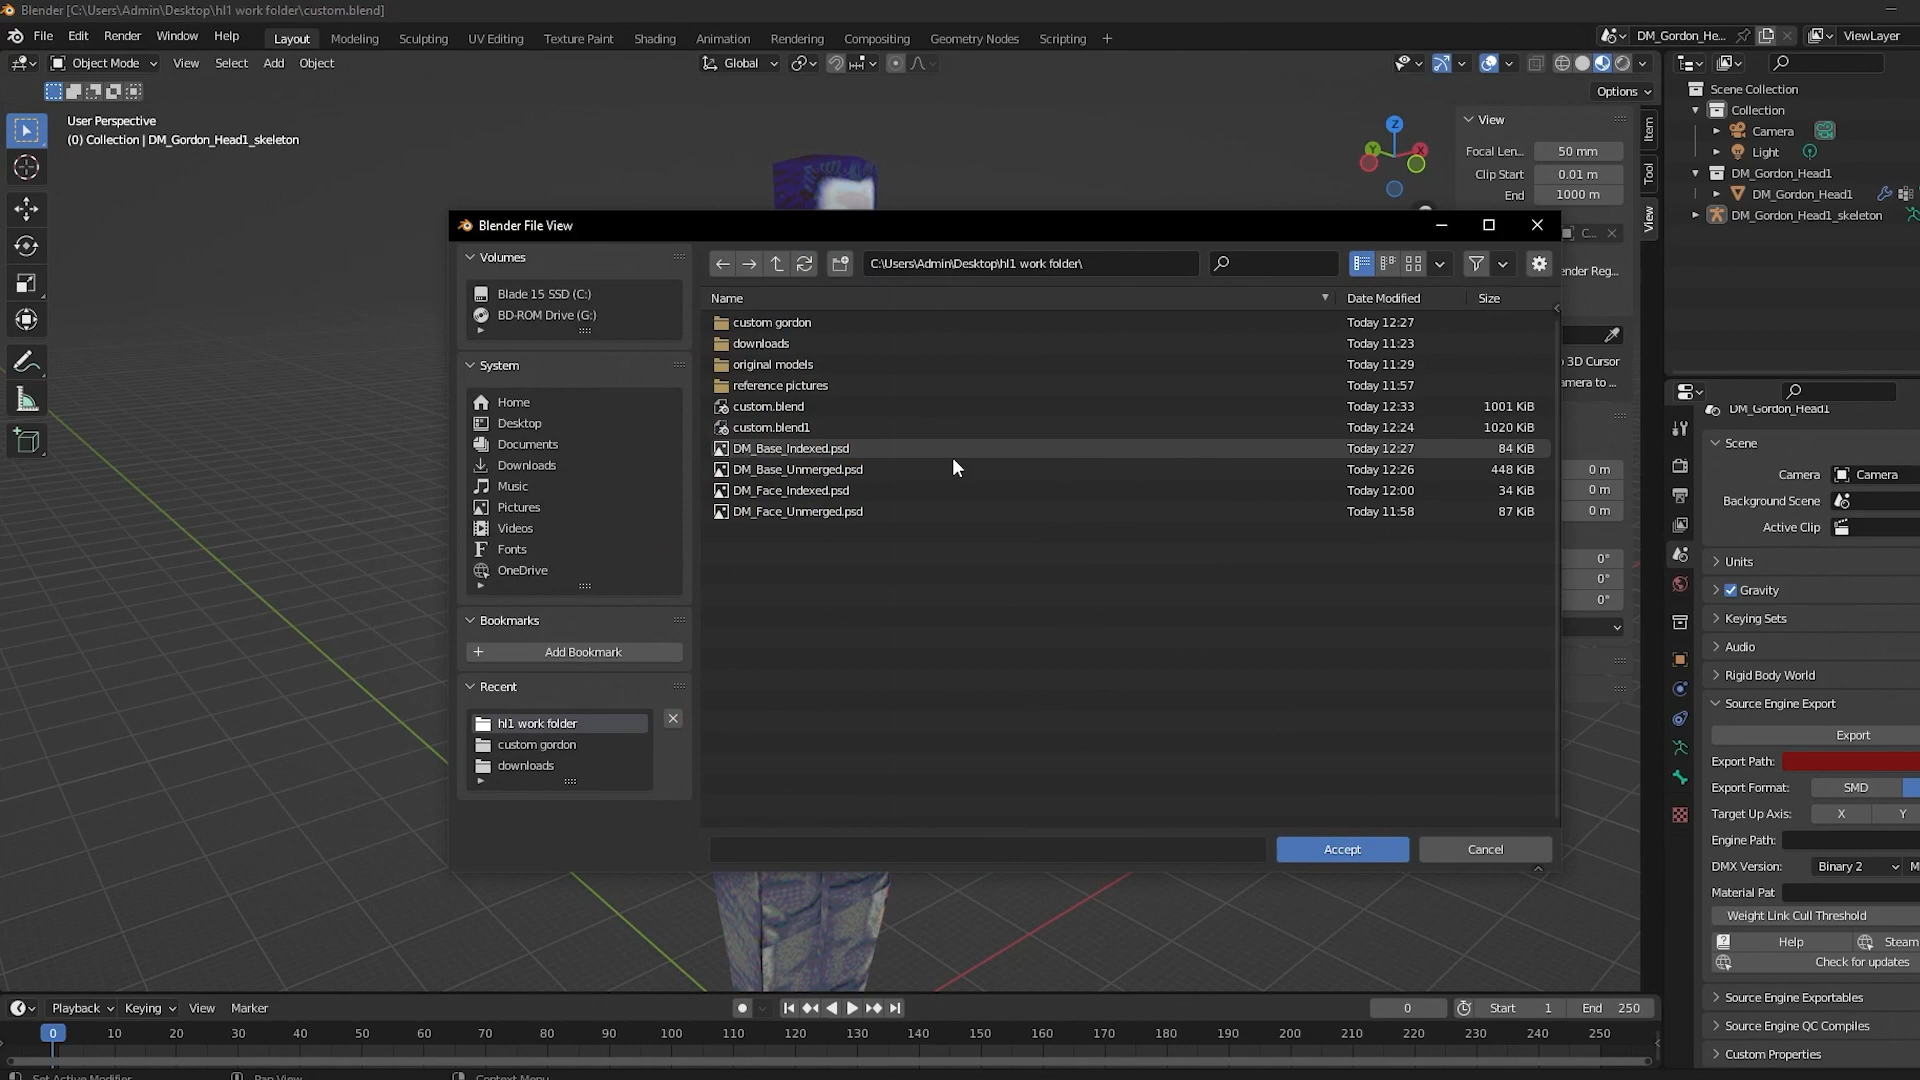 Blender [C:\Users\Admin\Desktop\hl1 work folder\custom.blend]
File Edit Render Window Help Layout Modeling Sculpting UV Editing Texture Paint Shading Animation Rendering Compositing Geometry Nodes Scripting + DM_Gordon_He... ViewLayer
Object Mode View Select Add Object Global
Options
User Perspective
(0) Collection | DM_Gordon_Head1_skeleton
Z
Y
X
View
Focal Len... 50 mm
Clip Start 0.01 m
End 1000 m
Item
Tool
View
C...
ender Reg...
o 3D Cursor
amera to ...
0 m
0 m
0 m
0°
0°
0°
Scene Collection
Collection
Camera
Light
DM_Gordon_Head1
DM_Gordon_Head1
DM_Gordon_Head1_skeleton
Blender File View
Volumes
Blade 15 SSD (C:)
BD-ROM Drive (G:)
System
Home
Desktop
Documents
Downloads
Music
Pictures
Videos
Fonts
OneDrive
Bookmarks
Add Bookmark
Recent
hl1 work folder
custom gordon
downloads
C:\Users\Admin\Desktop\hl1 work folder\
Name Date Modified Size
custom gordon Today 12:27
downloads Today 11:23
original models Today 11:29
reference pictures Today 11:57
custom.blend Today 12:33 1001 KiB
custom.blend1 Today 12:24 1020 KiB
DM_Base_Indexed.psd Today 12:27 84 KiB
DM_Base_Unmerged.psd Today 12:26 448 KiB
DM_Face_Indexed.psd Today 12:00 34 KiB
DM_Face_Unmerged.psd Today 11:58 87 KiB
Accept Cancel
DM_Gordon_Head1
Scene
Camera Camera
Background Scene
Active Clip
Units
Gravity
Keying Sets
Audio
Rigid Body World
Source Engine Export
Export
Export Path:
Export Format: SMD
Target Up Axis: X Y
Engine Path:
DMX Version: Binary 2 M
Material Pat
Weight Link Cull Threshold
Help Steam
Check for updates
Source Engine Exportables
Source Engine QC Compiles
Custom Properties
Playback Keying View Marker 0 Start 1 End 250
0 10 20 30 40 50 60 70 80 90 100 110 120 130 140 150 160 170 180 190 200 210 220 230 240 250
Set Active Modifier Pan View Context Menu